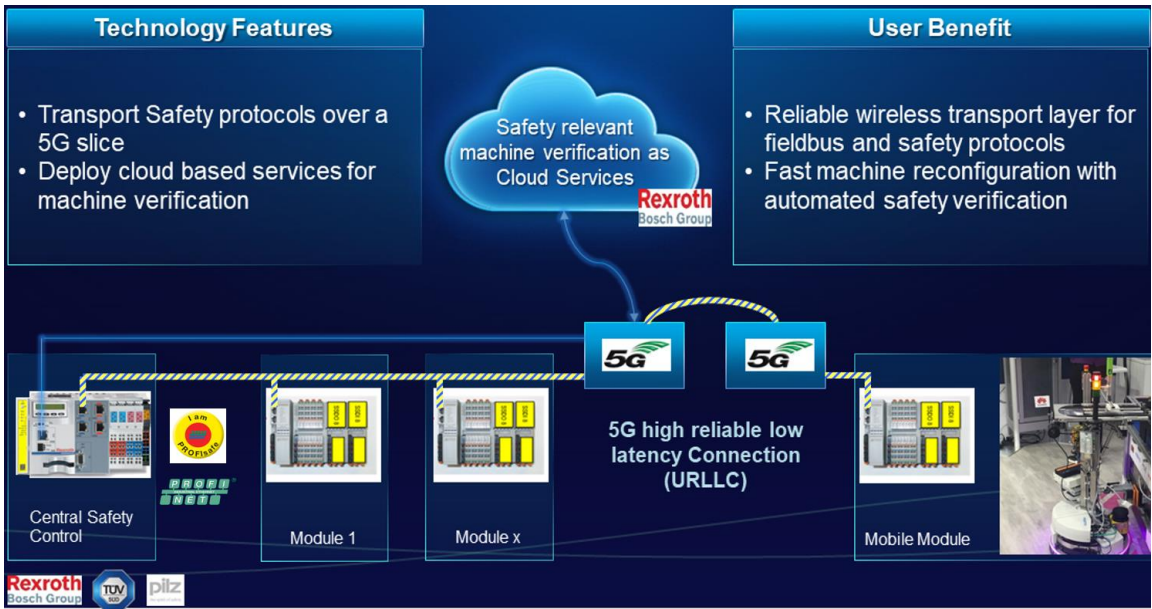 Technology Features
• Transport Safety protocols over a
5G slice
• Deploy cloud based services for
machine verification
Safety relevant
machine verification as
Cloud Services
Rexroth
Bosch Group
User Benefit
• Reliable wireless transport layer for
fieldbus and safety protocols
• Fast machine reconfiguration with
automated safety verification
5G
5G
I am
PROFIsafe
PROFI
NET
Central Safety
Control
Module 1
Module x
5G high reliable low
latency Connection
(URLLC)
Mobile Module
Rexroth
Bosch Group
TÜV
SÜD
pilz